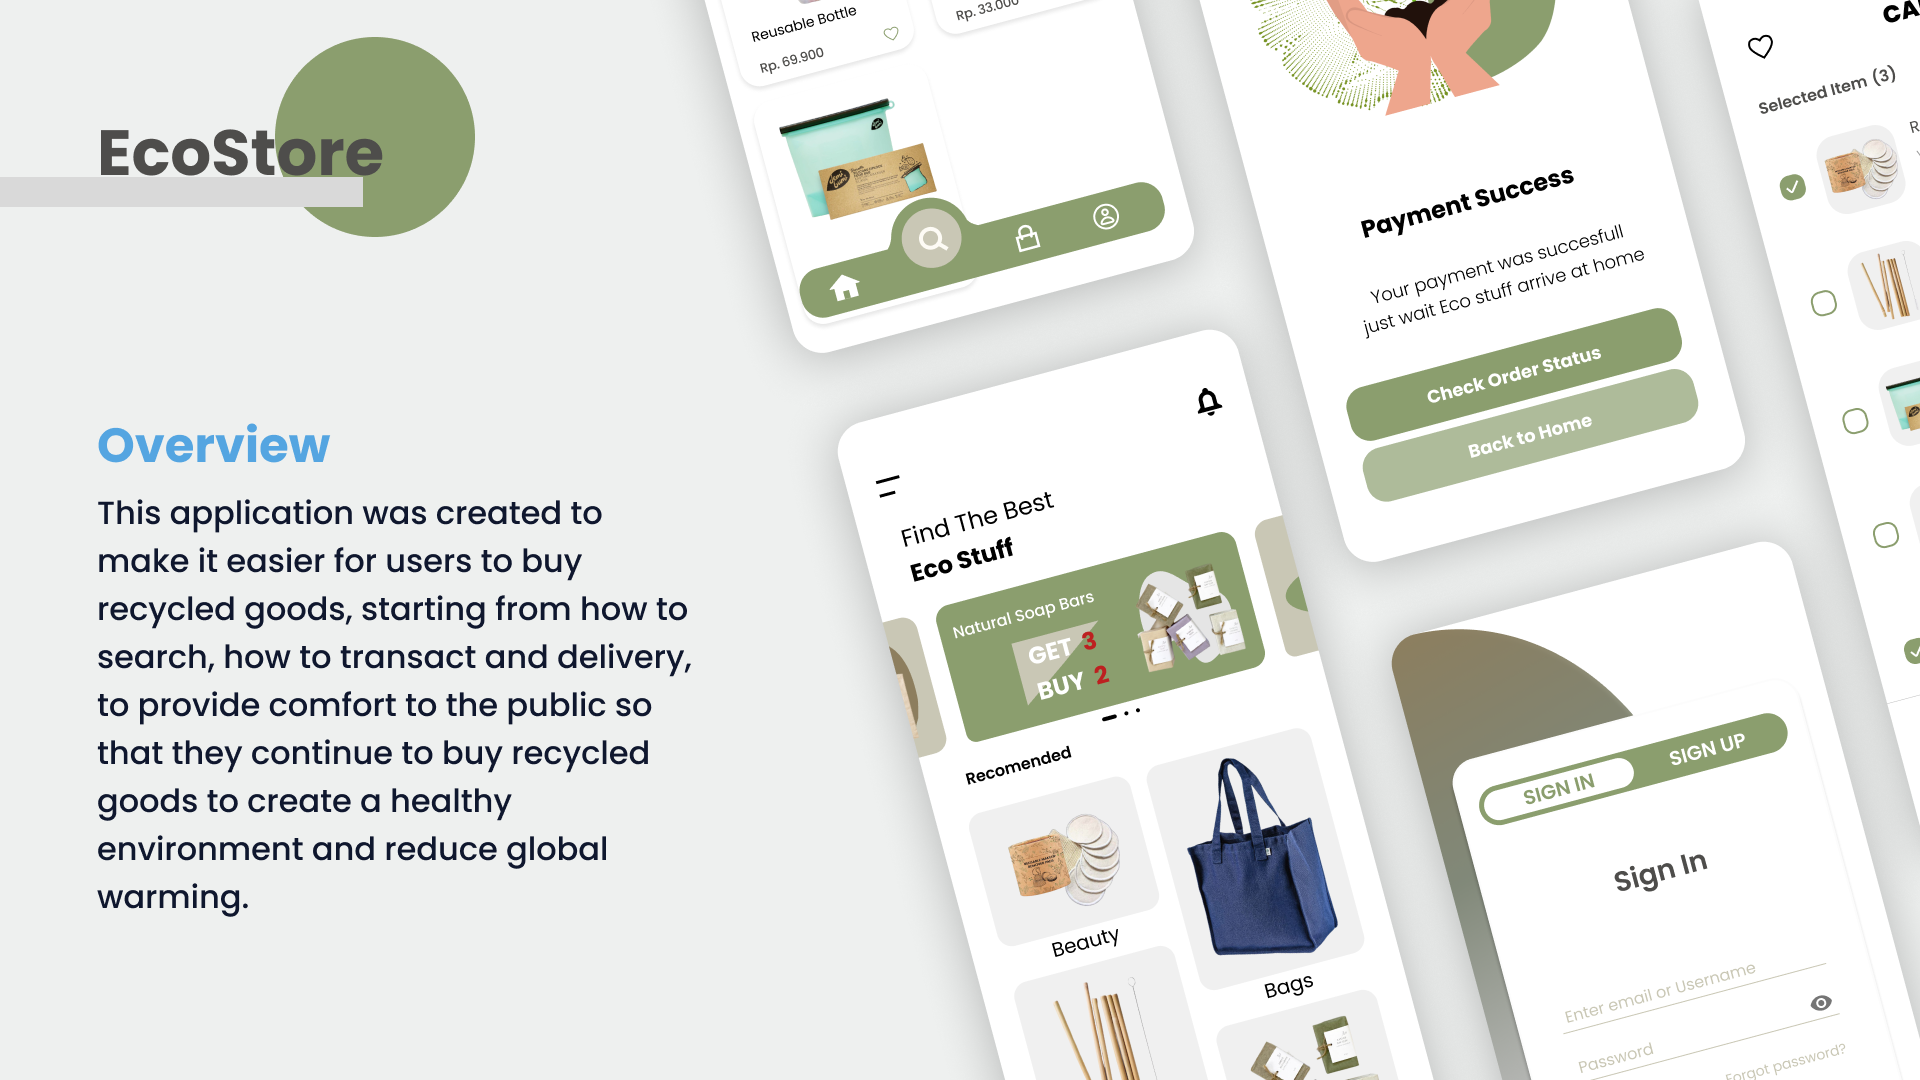 EcoStore
Overview
This application was created to
make it easier for users to buy
recycled goods, starting from how to
search, how to transact and delivery,
to provide comfort to the public so
that they continue to buy recycled
goods to create a healthy
environment and reduce global
warming.
Reusable Bottle
Rp. 69.900
Rp. 33.000
Find The Best
Eco Stuff
Natural Soap Bars
GET 3
BUY 2
Recomended
Beauty
Bags
Payment Success
Your payment was succesfull
just wait Eco stuff arrive at home
Check Order Status
Back to Home
SIGN IN
SIGN UP
Sign In
Enter email or Username
Password
Forgot password?
Selected Item (3)